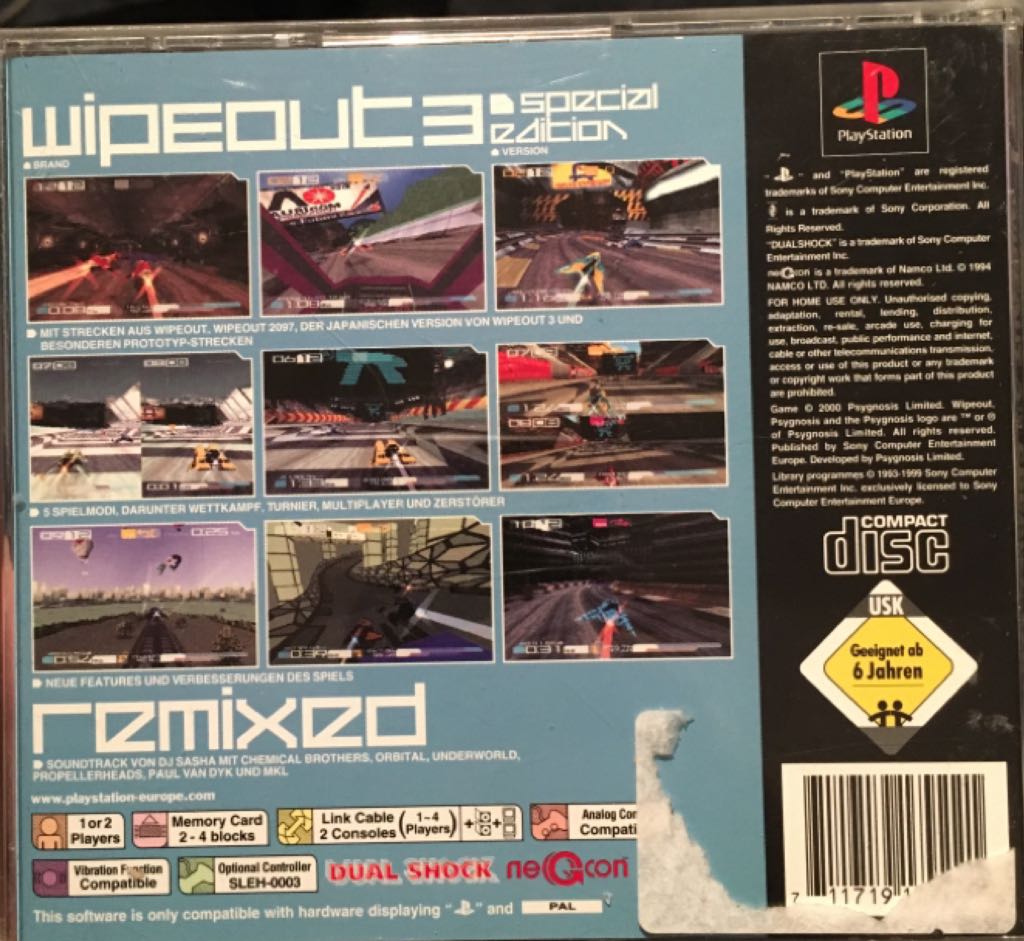 wipeout 3 special edition
BRAND
VERSION
MIT STRECKEN AUS WIPEOUT, WIPEOUT 2097, DER JAPANISCHEN VERSION VON WIPEOUT 3 UND
BESONDEREN PROTOTYP-STRECKEN
5 SPIELMODI, DARUNTER WETTKAMPF, TURNIER, MULTIPLAYER UND ZERSTÖRER
NEUE FEATURES UND VERBESSERUNGEN DES SPIELS
remixed
SOUNDTRACK VON DJ SASHA MIT CHEMICAL BROTHERS, ORBITAL, UNDERWORLD,
PROPELLERHEADS, PAUL VAN DYK UND MKL
www.playstation-europe.com
1 or 2
Players
Memory Card
2 - 4 blocks
Link Cable
2 Consoles
(1~4
Players)
+
+
Analog Con
Compati
Vibration Function
Compatible
Optional Controller
SLEH-0003
DUAL SHOCK
neGcon
This software is only compatible with hardware displaying " " and PAL
PlayStation
" " and "PlayStation" are registered
trademarks of Sony Computer Entertainment Inc.
is a trademark of Sony Corporation. All
Rights Reserved.
"DUALSHOCK" is a trademark of Sony Computer
Entertainment Inc.
neGcon is a trademark of Namco Ltd. © 1994
NAMCO LTD. All rights reserved.
FOR HOME USE ONLY. Unauthorised copying,
adaptation, rental, lending, distribution,
extraction, re-sale, arcade use, charging for
use, broadcast, public performance and internet,
cable or other telecommunications transmission,
access or use of this product or any trademark
or copyright work that forms part of this product
are prohibited.
Game © 2000 Psygnosis Limited. Wipeout,
Psygnosis and the Psygnosis logo are ™ or ®
of Psygnosis Limited. All rights reserved.
Published by Sony Computer Entertainment
Europe. Developed by Psygnosis Limited.
Library programmes © 1993-1999 Sony Computer
Entertainment Inc. exclusively licensed to Sony
Computer Entertainment Europe.
COMPACT
disc
USK
Geeignet ab
6 Jahren
7 11719